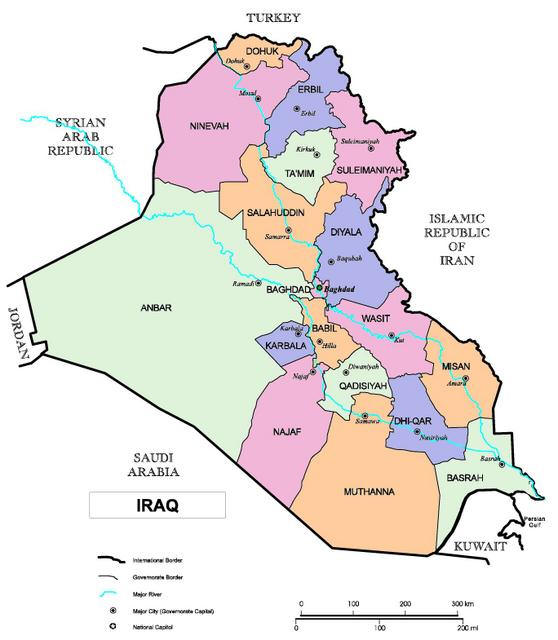 TURKEY
DOHUK
Dohuk
Mosul
ERBIL
Erbil
SYRIAN
ARAB
REPUBLIC
NINEVAH
Kirkuk
Suleimaniyah
TA'MIM
SULEIMANIYAH
SALAHUDDIN
Samarra
DIYALA
Baqubah
ISLAMIC
REPUBLIC
OF
IRAN
Ramadi
BAGHDAD
Baghdad
ANBAR
JORDAN
WASIT
Kut
BABIL
Hilla
Karbala
KARBALA
MISAN
Amara
Najaf
Diwaniyah
QADISIYAH
Samawa
DHI-QAR
Nasiriyah
NAJAF
SAUDI
ARABIA
Basrah
BASRAH
MUTHANNA
IRAQ
Persian
Gulf
KUWAIT
International Border
Governorate Border
Major River
Major City (Governorate Capital)
National Capitol
0 100 200 300 km
0 100 200 mi